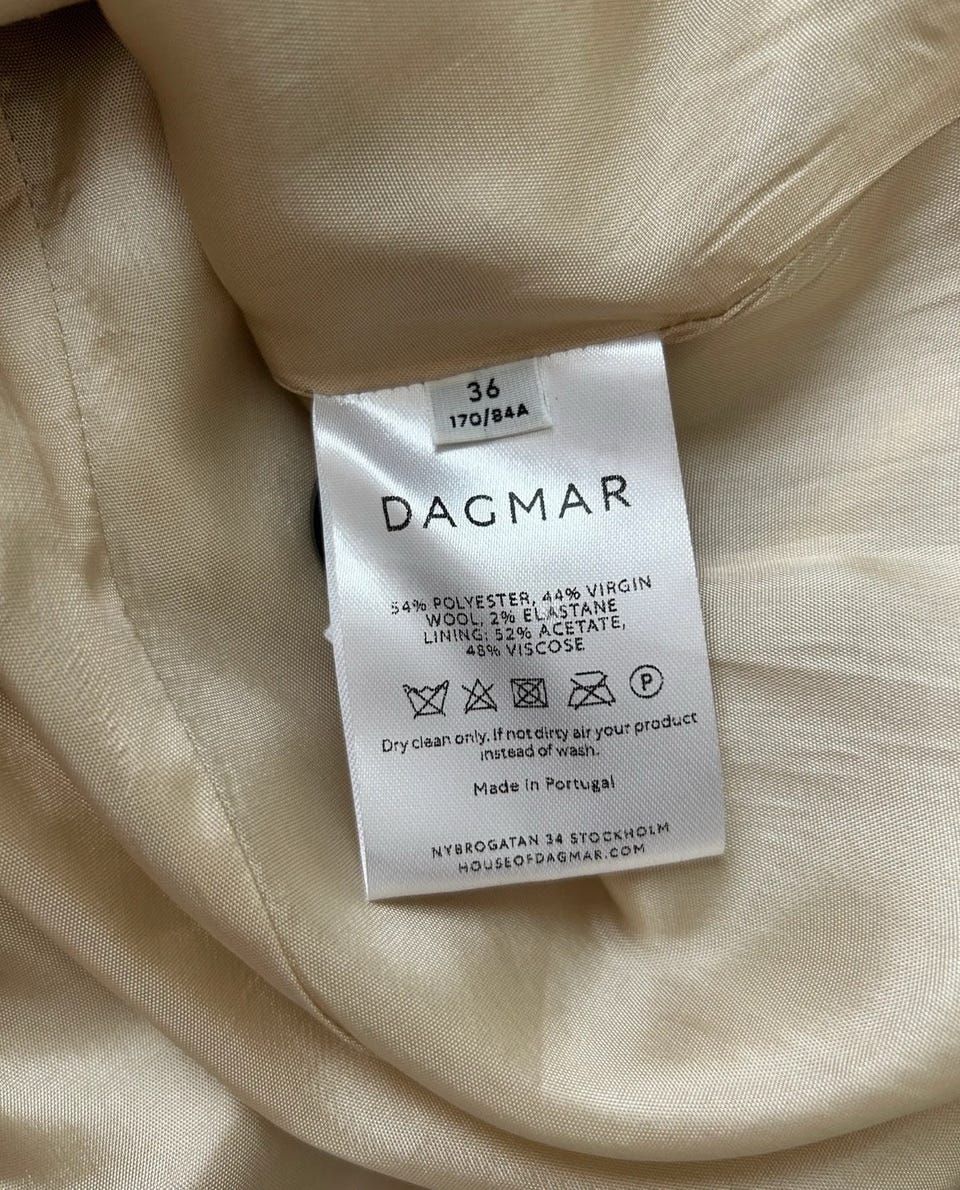 36
170/84A
DAGMAR
54% POLYESTER, 44% VIRGIN
WOOL, 2% ELASTANE
LINING: 52% ACETATE,
48% VISCOSE
P
Dry clean only. If not dirty air your product
instead of wash.
Made in Portugal
NYBROGATAN 34 STOCKHOLM
HOUSEOFDAGMAR.COM